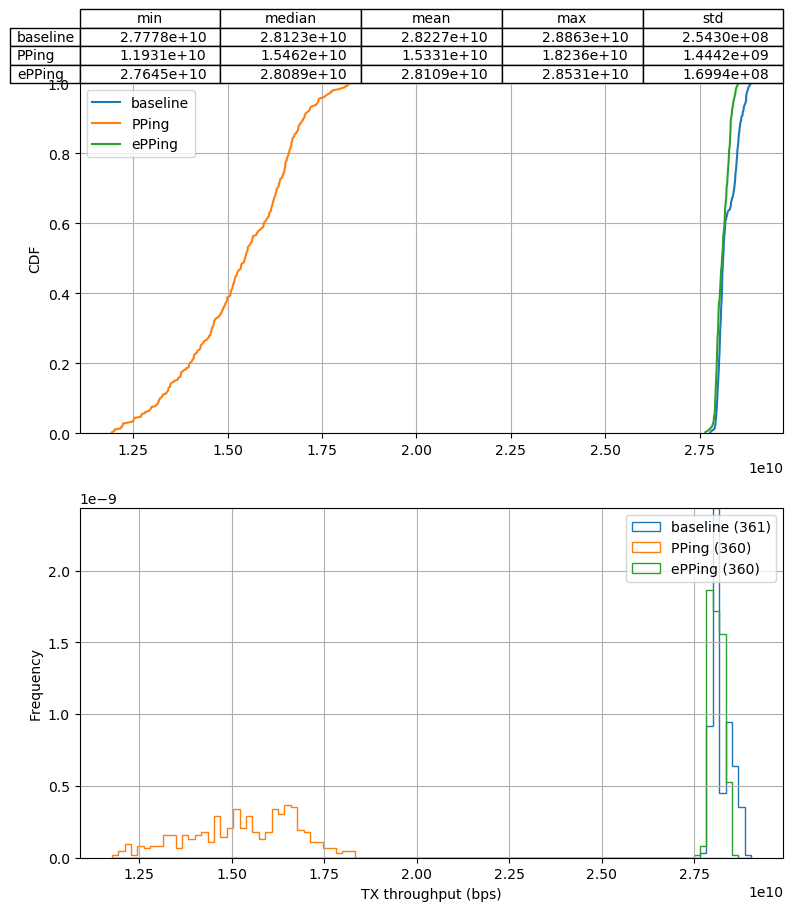 min median mean max std
baseline 2.7778e+10 2.8123e+10 2.8227e+10 2.8863e+10 2.5430e+08
PPing 1.1931e+10 1.5462e+10 1.5331e+10 1.8236e+10 1.4442e+09
ePPing 2.7645e+10 2.8089e+10 2.8109e+10 2.8531e+10 1.6994e+08
1.0
baseline
PPing
ePPing
0.8
0.6
CDF
0.4
0.2
0.0
1.25 1.50 1.75 2.00 2.25 2.50 2.75
1e10
1e−9
baseline (361)
PPing (360)
ePPing (360)
2.0
1.5
Frequency
1.0
0.5
0.0
1.25 1.50 1.75 2.00 2.25 2.50 2.75
TX throughput (bps)
1e10